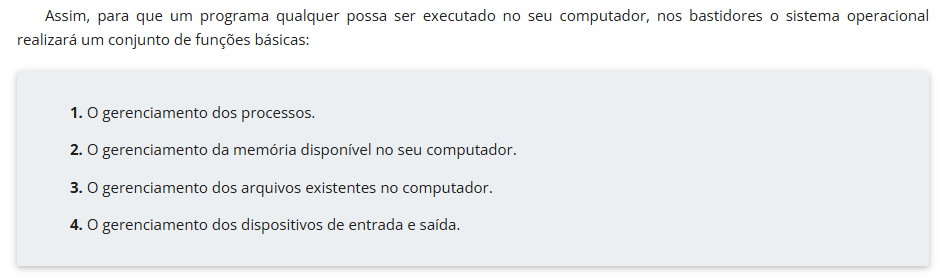 Assim, para que um programa qualquer possa ser executado no seu computador, nos bastidores o sistema operacional
realizará um conjunto de funções básicas:
1. O gerenciamento dos processos.
2. O gerenciamento da memória disponível no seu computador.
3. O gerenciamento dos arquivos existentes no computador.
4. O gerenciamento dos dispositivos de entrada e saída.